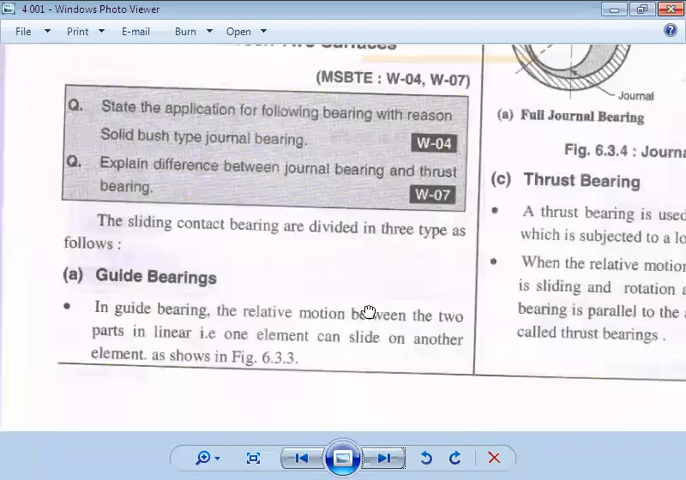 4 001 - Windows Photo Viewer
File Print E-mail Burn Open
Two Surfaces
(MSBTE : W-04, W-07)
Q. State the application for following bearing with reason
Solid bush type journal bearing.
W-04
Q. Explain difference between journal bearing and thrust
bearing.
W-07
The sliding contact bearing are divided in three type as
follows :
(a) Guide Bearings
• In guide bearing, the relative motion between the two
parts in linear i.e one element can slide on another
element. as shows in Fig. 6.3.3.
Journal
(a) Full Journal Bearing
Fig. 6.3.4 : Journa
(c) Thrust Bearing
• A thrust bearing is used
which is subjected to a lo
• When the relative motion
is sliding and rotation a
bearing is parallel to the
called thrust bearings .